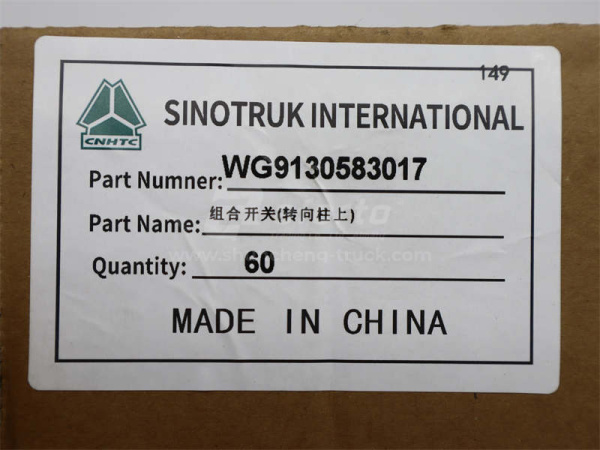 149
SINOTRUK INTERNATIONAL
CNHTC
Part Numner: WG9130583017
Part Name: 组合开关(转向柱上)
Quantity: 60
MADE IN CHINA